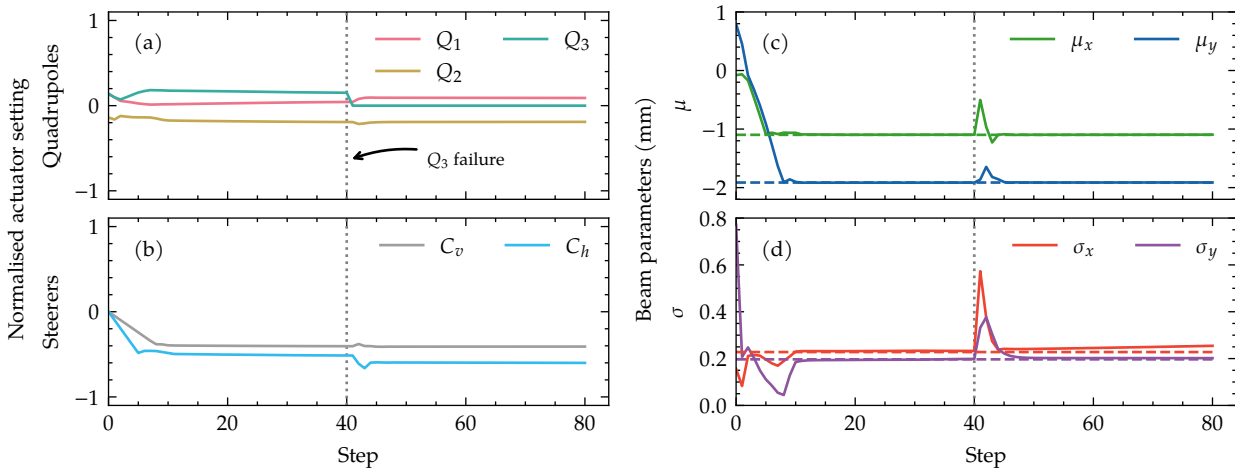 Normalised actuator setting
Quadrupoles
Steerers
(a)
Q1
Q3
Q2
1
0
−1
Q3 failure
(b)
Cv
Ch
1
0
−1
0
20
40
60
80
Step
Beam parameters (mm)
μ
σ
(c)
μx
μy
0
−1
−2
(d)
σx
σy
0.8
0.6
0.4
0.2
0.0
0
20
40
60
80
Step